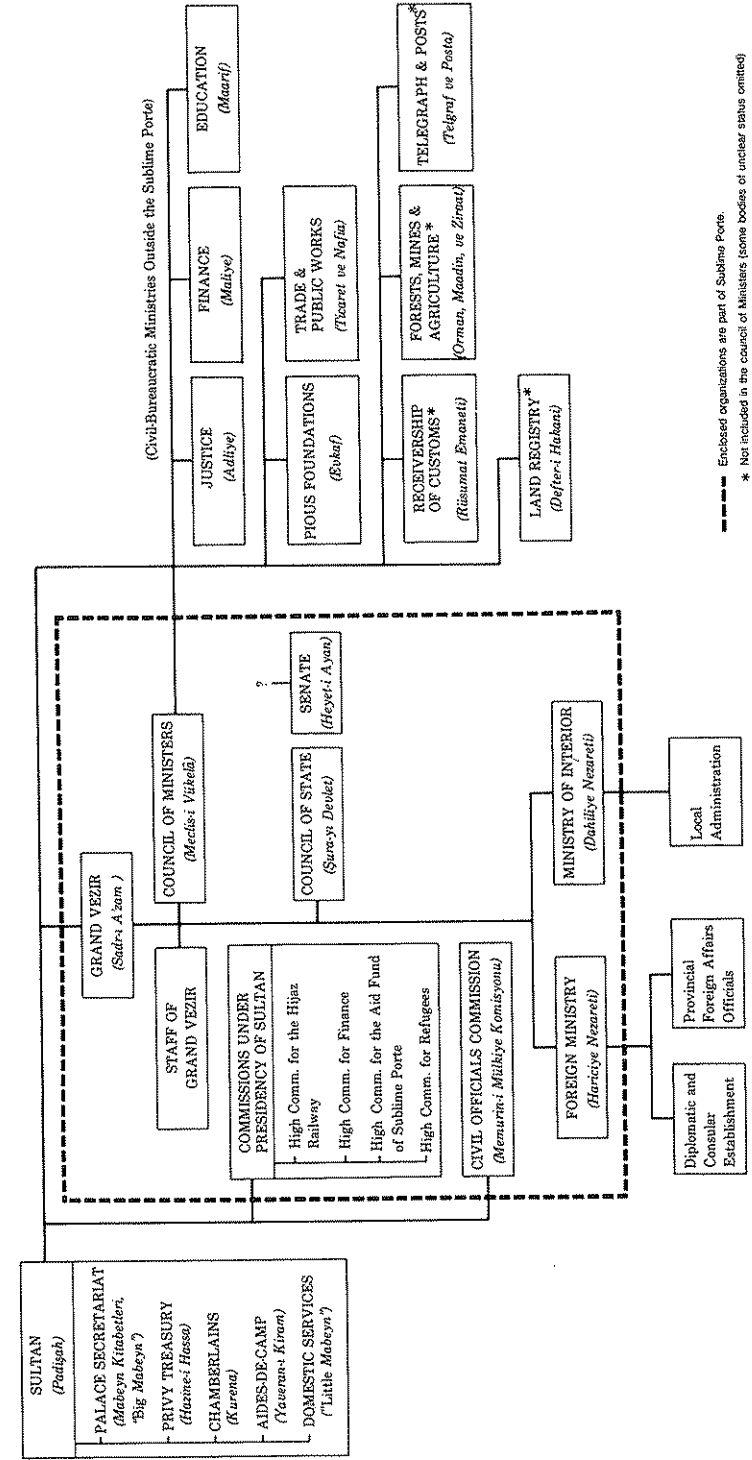 SULTAN
(Padişah)
PALACE SECRETARIAT
(Mabeyn Kitabetleri,
"Big Mabeyn")
PRIVY TREASURY
(Hazine-i Hassa)
CHAMBERLAINS
(Kurena)
AIDES-DE-CAMP
(Yaveran-ı Kiram)
DOMESTIC SERVICES
("Little Mabeyn")
GRAND VEZIR
(Sadr-ı A'zam )
STAFF OF
GRAND VEZIR
COUNCIL OF MINISTERS
(Meclis-i Vükelâ)
COMMISSIONS UNDER
PRESIDENCY OF SULTAN
High Comm. for the Hijaz
Railway
High Comm. for Finance
High Comm. for the Aid Fund
of Sublime Porte
High Comm. for Refugees
COUNCIL OF STATE
(Şura-yı Devlet)
?
SENATE
(Heyet-i Ayan)
CIVIL OFFICIALS COMMISSION
(Memurin-i Mülkiye Komisyonu)
FOREIGN MINISTRY
(Hariciye Nezareti)
MINISTRY OF INTERIOR
(Dahiliye Nezareti)
Diplomatic and
Consular
Establishment
Provincial
Foreign Affairs
Officials
Local
Administration
(Civil-Bureaucratic Ministries Outside the Sublime Porte)
JUSTICE
(Adliye)
FINANCE
(Maliye)
EDUCATION
(Maarif)
PIOUS FOUNDATIONS
(Evkaf)
TRADE &
PUBLIC WORKS
(Ticaret ve Nafia)
RECEIVERSHIP
OF CUSTOMS*
(Rüsumat Emaneti)
FORESTS, MINES &
AGRICULTURE*
(Orman, Maadin, ve Ziraat)
TELEGRAPH & POSTS*
(Telgraf ve Posta)
LAND REGISTRY*
(Defter-i Hakani)
Enclosed organizations are part of Sublime Porte.
* Not included in the council of Ministers (some bodies of unclear status omitted)